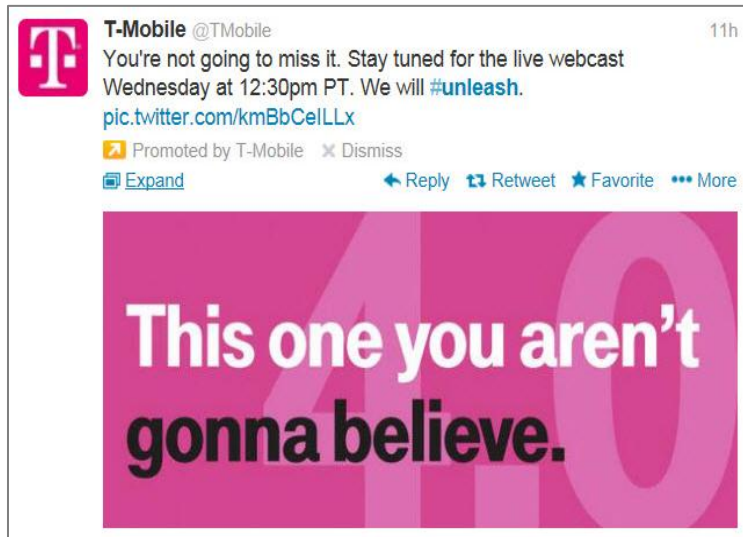 T-Mobile @TMobile 11h
You're not going to miss it. Stay tuned for the live webcast
Wednesday at 12:30pm PT. We will #unleash.
pic.twitter.com/kmBbCeILLx
Promoted by T-Mobile Dismiss
Expand Reply Retweet Favorite More
4.0
This one you aren't
gonna believe.